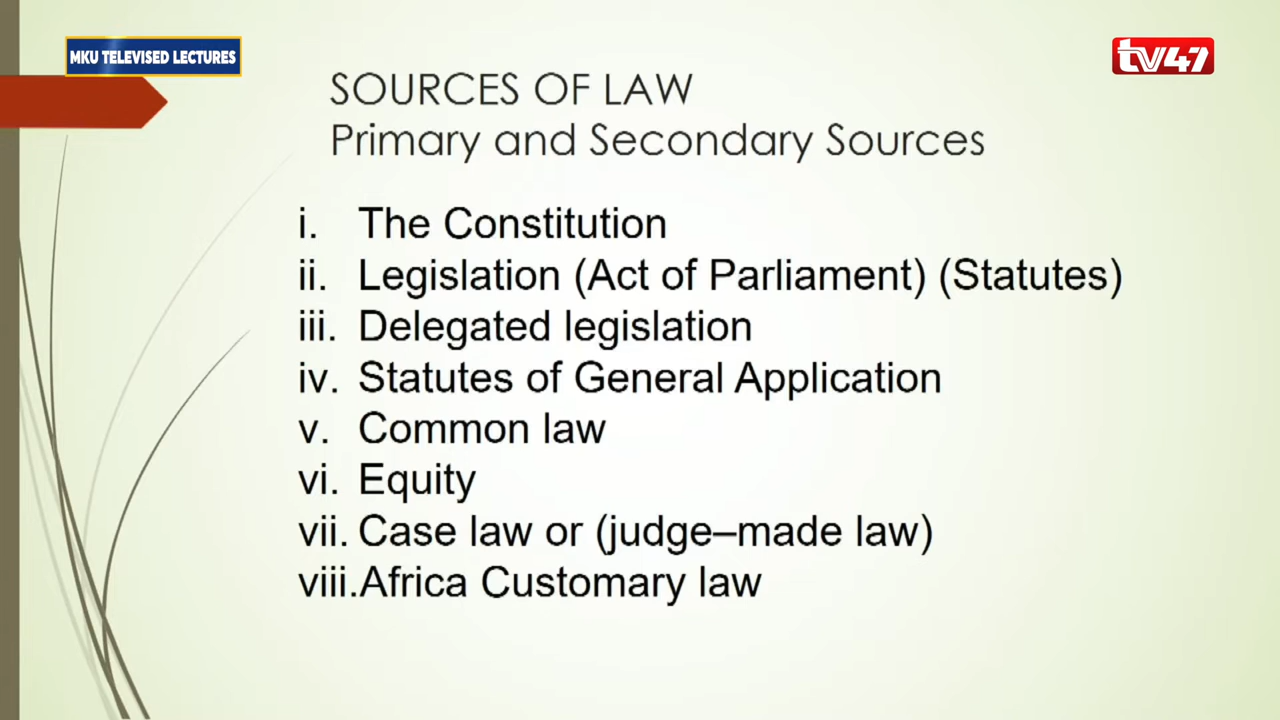 MKU TELEVISED LECTURES
tv47
SOURCES OF LAW
Primary and Secondary Sources
i. The Constitution
ii. Legislation (Act of Parliament) (Statutes)
iii. Delegated legislation
iv. Statutes of General Application
v. Common law
vi. Equity
vii. Case law or (judge–made law)
viii.Africa Customary law